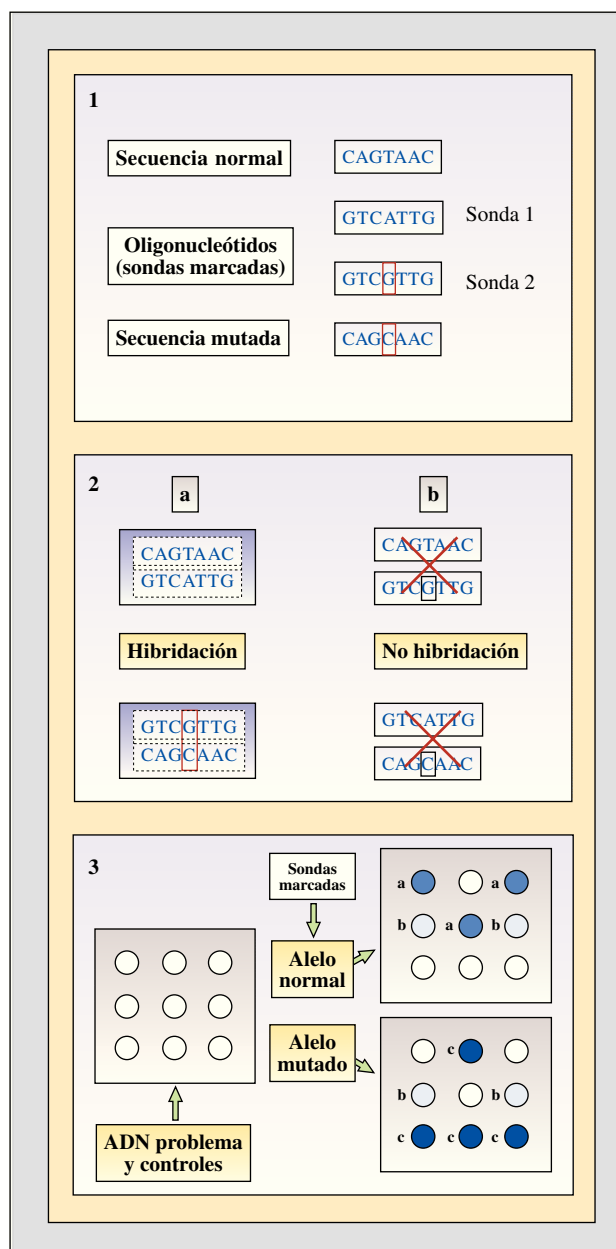 1
Secuencia normal
CAGTAAC
GTCATTG
Sonda 1
Oligonucleótidos
(sondas marcadas)
GTCGTTG
Sonda 2
Secuencia mutada
CAGCAAC
2
a
b
CAGTAAC
GTCATTG
CAGTAAC
GTCGTTG
Hibridación
No hibridación
GTCGTTG
CAGCAAC
GTCATTG
CAGCAAC
3
Sondas
marcadas
Alelo
normal
a
a
b
a
b
Alelo
mutado
c
b
b
c
c
c
ADN problema
y controles